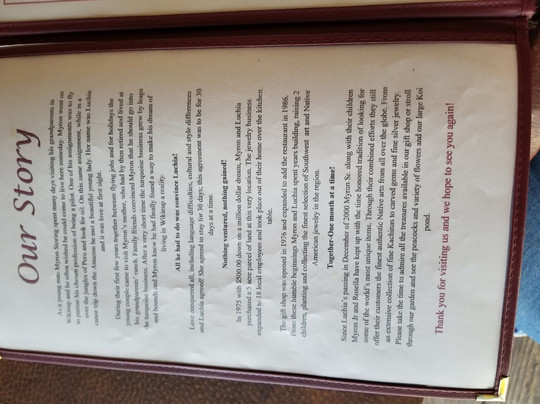 Our Story
As a young man Myron Storing spent many days visiting his grandparents in
Wikieup and he often wished he could come to live here someday. Myron went on
to pursue his chosen profession as being a pilot. One of his assignments was to fly
over the jungles of Peru and look for oil. On this same assignment, while in a
canoe trip down the Amazon he met a beautiful young lady. Her name was Luchia
and it was love at first sight.
During their first few years together between flying jobs and for holidays the
young couple came to visit Myron's mother, who had by then retired and lived at
his grandparents' ranch. Finally friends convinced Myron that he should go into
the turquoise business. After a very short time the turquoise business grew by leaps
and bounds and Myron knew he had finally found a way to make his dream of
living in Wikieup a reality.
All he had to do was convince Luchia!
Love conquered all, including language difficulties, cultural and style differences
and Luchia agreed! She agreed to stay for 30 days, this agreement was to be for 30
days at a time.
Nothing ventured, nothing gained!
In 1975 with $500.00 down on a million dollar dream, Myron and Luchia
purchased a 5 acre parcel of land at this very location. The jewelry business
expanded to 18 local employees and took place out of their home over the kitchen
table.
The gift shop was opened in 1976 and expanded to add the restaurant in 1986.
From these humble beginnings Myron and Luchia spent years building, raising 2
children, planting and collecting the finest selection of Southwest art and Native
American jewelry in the region.
Together-One month at a time!
Since Luchia's passing in December of 2000 Myron Sr. along with their children
Myron Jr and Rosella have kept up with the time honored tradition of looking for
some of the world's most unique items. Through their combined efforts they still
offer their customers the finest authentic Native arts from all over the globe. From
an extensive collection of fine Kachinas to carved gems and fine silver jewelry.
Please take the time to admire all the treasures available in our gift shop or stroll
through our garden and see the peacocks and variety of flowers and our large Koi
pond.
Thank you for visiting us and we hope to see you again!